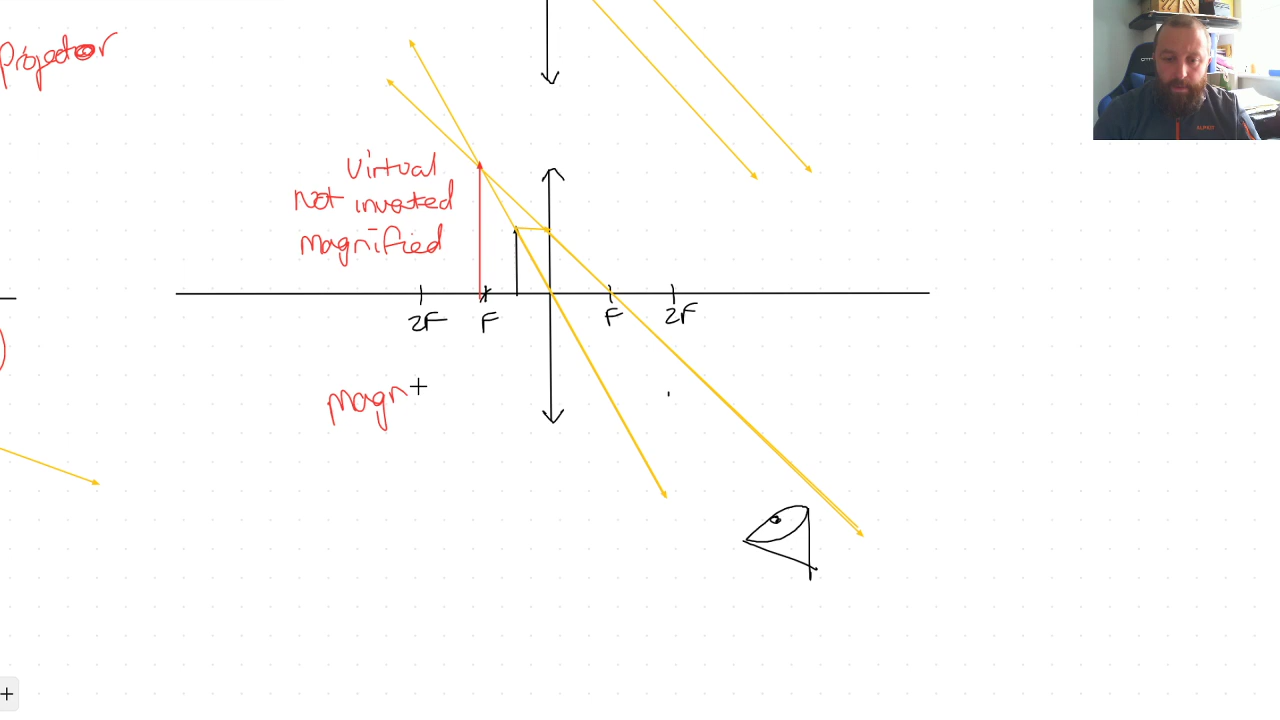 Projector
Virtual
Not inverted
Magnified
2F
F
F
2F
Magn